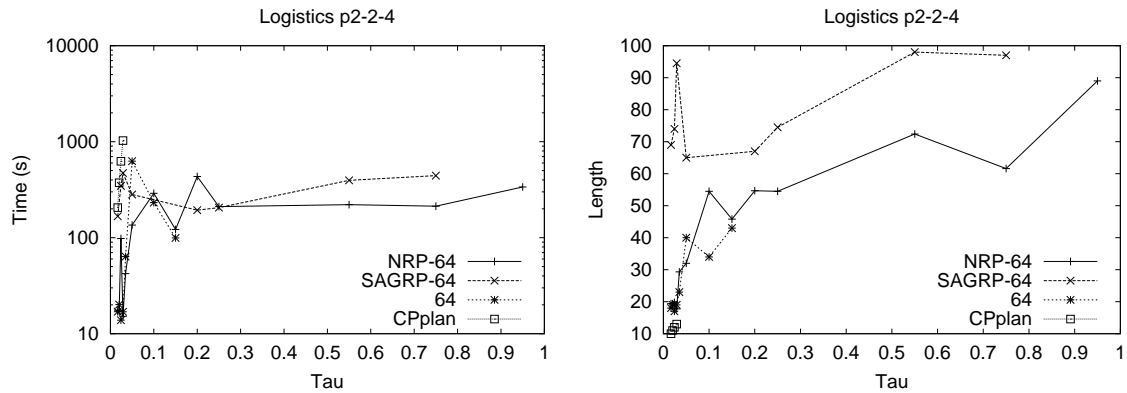 Logistics p2-2-4
10000
1000
100
10
Time (s)
0 0.1 0.2 0.3 0.4 0.5 0.6 0.7 0.8 0.9 1
Tau
NRP-64
SAGRP-64
64
CPplan
Logistics p2-2-4
100
90
80
70
60
50
40
30
20
10
Length
0 0.1 0.2 0.3 0.4 0.5 0.6 0.7 0.8 0.9 1
Tau
NRP-64
SAGRP-64
64
CPplan